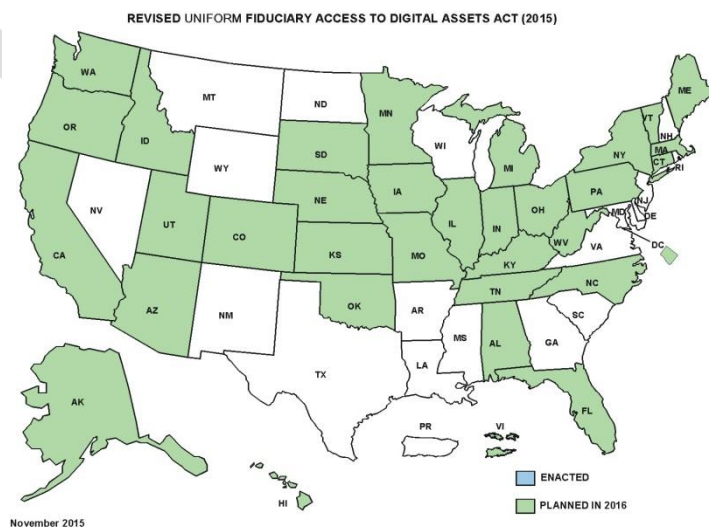 REVISED UNIFORM FIDUCIARY ACCESS TO DIGITAL ASSETS ACT (2015)
WA
MT
ND
MN
ME
OR
ID
WY
SD
WI
MI
NY
VT
NH
MA
CT
RI
NV
UT
CO
NE
IA
IL
IN
OH
PA
NJ
MD
DE
CA
KS
MO
KY
WV
VA
DC
AZ
NM
OK
AR
TN
NC
SC
TX
LA
MS
AL
GA
FL
AK
HI
PR
VI
ENACTED
PLANNED IN 2016
November 2015